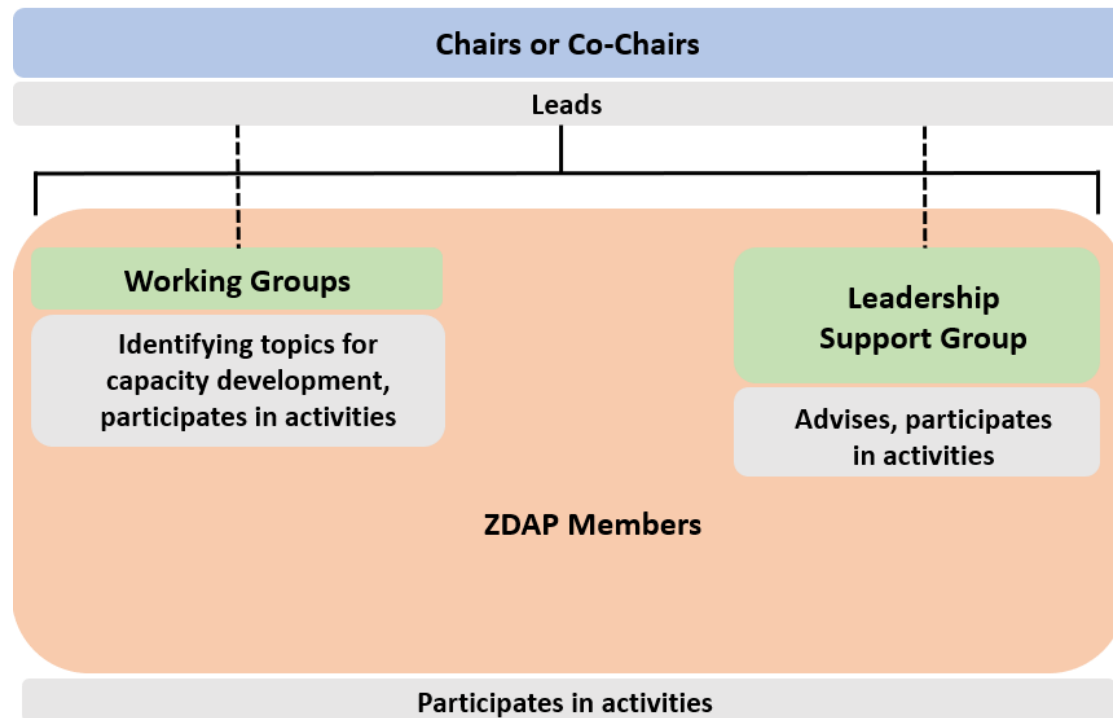 Chairs or Co-Chairs
Leads
Working Groups
Identifying topics for
capacity development,
participates in activities
Leadership
Support Group
Advises, participates
in activities
ZDAP Members
Participates in activities